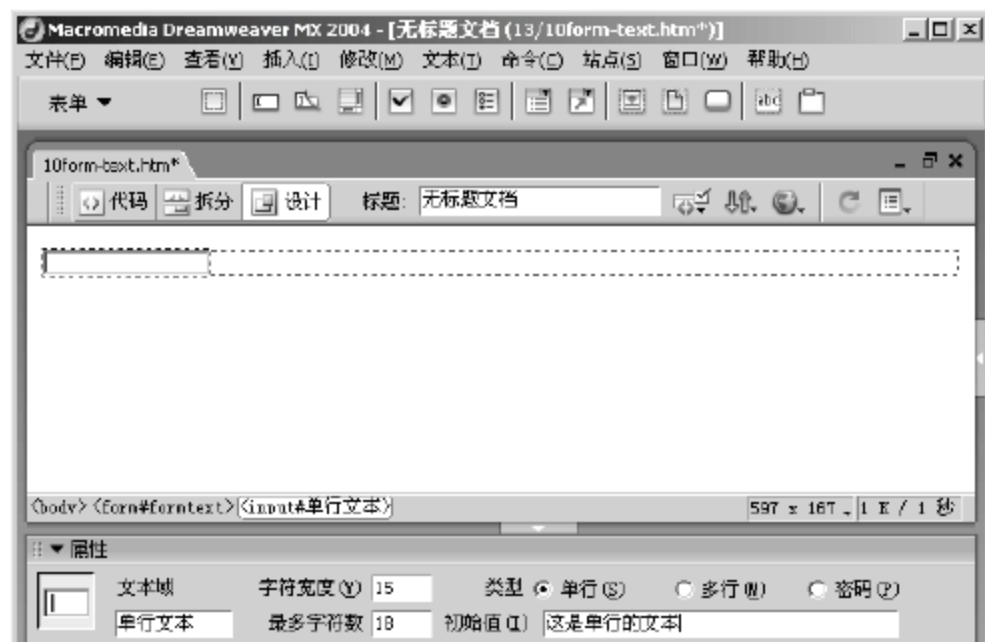 Macromedia Dreamweaver MX 2004 - [无标题文档 (13/10form-text.htm*)]
文件(F) 编辑(E) 查看(V) 插入(I) 修改(M) 文本(T) 命令(C) 站点(S) 窗口(W) 帮助(H)
表单
abc
10form-text.htm*
代码 拆分 设计 标题: 无标题文档
<body> <form#formtext> <input#单行文本>
597 x 167 1 K / 1 秒
属性
文本域 字符宽度(Y) 15 类型 单行(S) 多行(M) 密码(P)
单行文本 最多字符数 18 初始值(I) 这是单行的文本